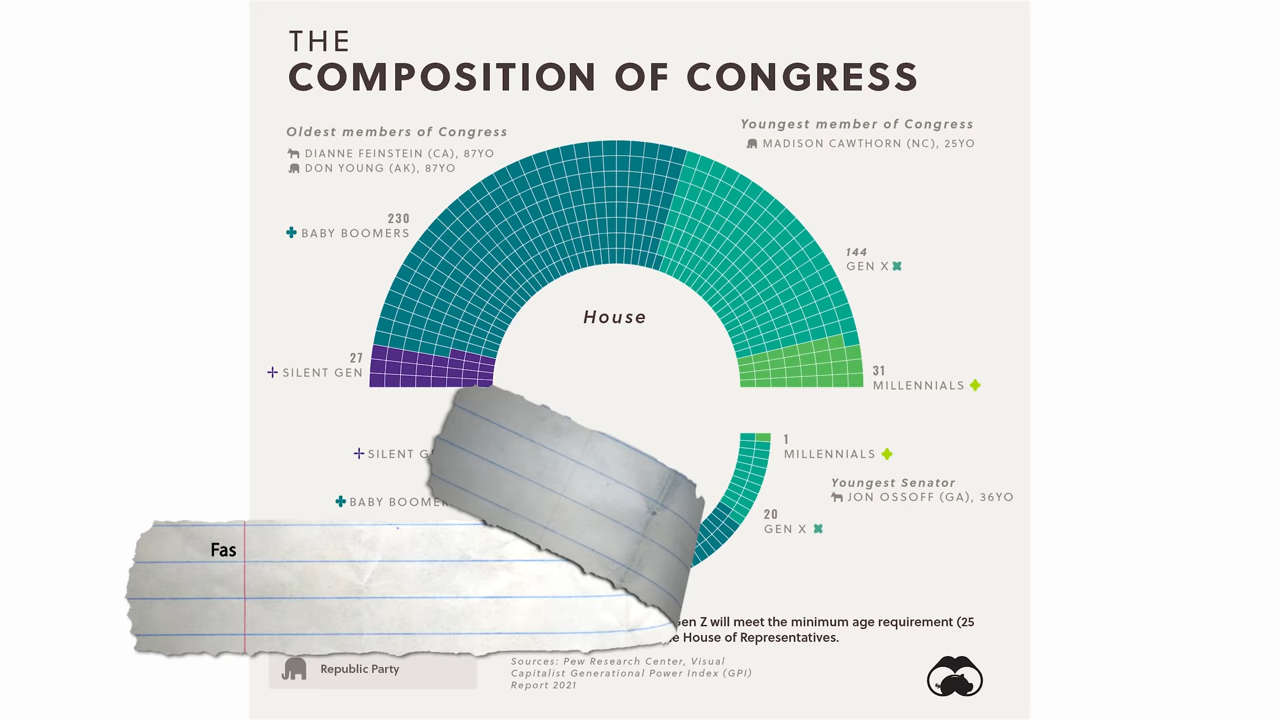 THE
COMPOSITION OF CONGRESS
Oldest members of Congress
DIANNE FEINSTEIN (CA), 87YO
DON YOUNG (AK), 87YO
Youngest member of Congress
MADISON CAWTHORN (NC), 25YO
230
BABY BOOMERS
144
GEN X
House
27
SILENT GEN
31
MILLENNIALS
SILENT
1
MILLENNIALS
Youngest Senator
JON OSSOFF (GA), 36YO
BABY
20
GEN X
Fas
Gen Z will meet the minimum age requirement (25
House of Representatives.
Republic Party
Sources: Pew Research Center, Visual
Capitalist Generational Power Index (GPI)
Report 2021